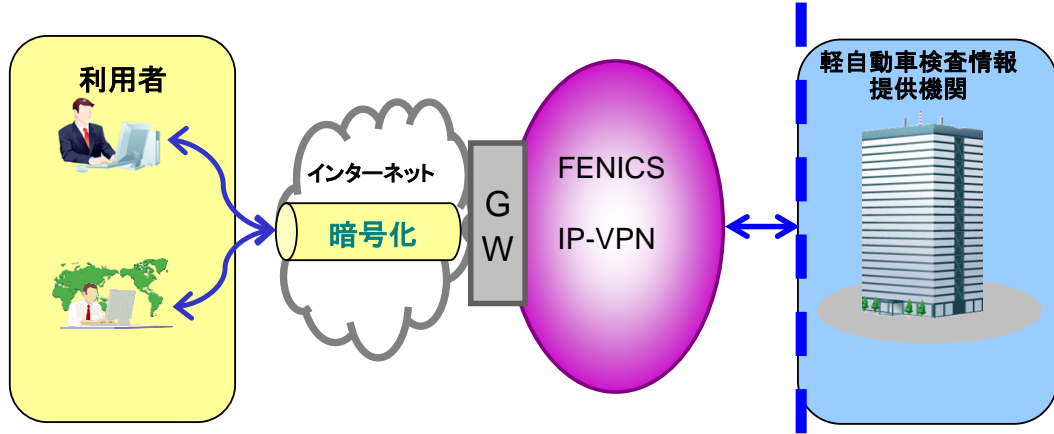 利用者
インターネット
暗号化
G
W
FENICS
IP-VPN
軽自動車検査情報
提供機関